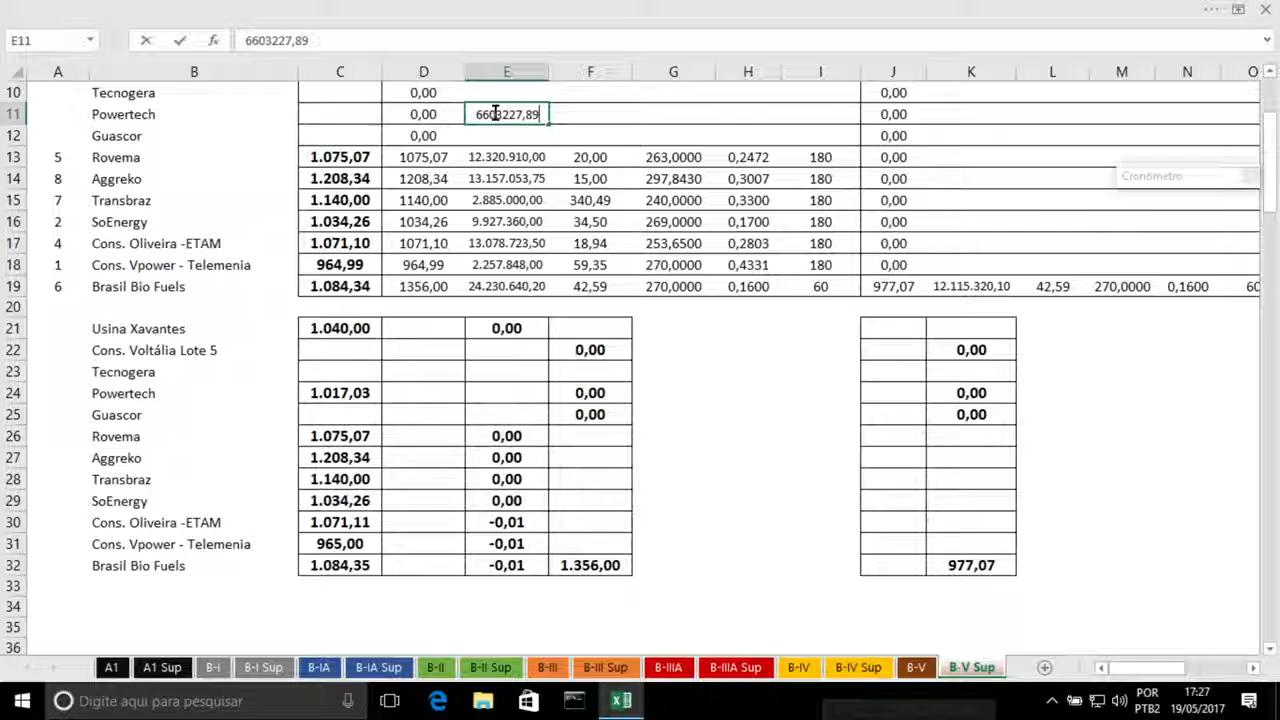 E11 6603227,89
A B C D E F G H I J K L M N O
10 Tecnogera 0,00 0,00
11 Powertech 0,00 6603227,89 0,00
12 Guascor 0,00 0,00
13 5 Rovema 1.075,07 1075,07 12.320.910,00 20,00 263,0000 0,2472 180 0,00
14 8 Aggreko 1.208,34 1208,34 13.157.053,75 15,00 297,8430 0,3007 180 0,00
Cronômetro
15 7 Transbraz 1.140,00 1140,00 2.885.000,00 340,49 240,0000 0,3300 180 0,00
16 2 SoEnergy 1.034,26 1034,26 9.927.360,00 34,50 269,0000 0,1700 180 0,00
17 4 Cons. Oliveira -ETAM 1.071,10 1071,10 13.078.723,50 18,94 253,6500 0,2803 180 0,00
18 1 Cons. Vpower - Telemenia 964,99 964,99 2.257.848,00 59,35 270,0000 0,4331 180 0,00
19 6 Brasil Bio Fuels 1.084,34 1356,00 24.230.640,20 42,59 270,0000 0,1600 60 977,07 12.115.320,10 42,59 270,0000 0,1600 60
20
21 Usina Xavantes 1.040,00 0,00
22 Cons. Voltália Lote 5 0,00 0,00
23 Tecnogera
24 Powertech 1.017,03 0,00 0,00
25 Guascor 0,00 0,00
26 Rovema 1.075,07 0,00
27 Aggreko 1.208,34 0,00
28 Transbraz 1.140,00 0,00
29 SoEnergy 1.034,26 0,00
30 Cons. Oliveira -ETAM 1.071,11 -0,01
31 Cons. Vpower - Telemenia 965,00 -0,01
32 Brasil Bio Fuels 1.084,35 -0,01 1.356,00 977,07
33
34
35
36
A1 A1 Sup B-I B-I Sup B-IA B-IA Sup B-II B-II Sup B-III B-III Sup B-IIIA B-IIIA Sup B-IV B-IV Sup B-V B-V Sup
Digite aqui para pesquisar
POR 17:27
PTB2 19/05/2017